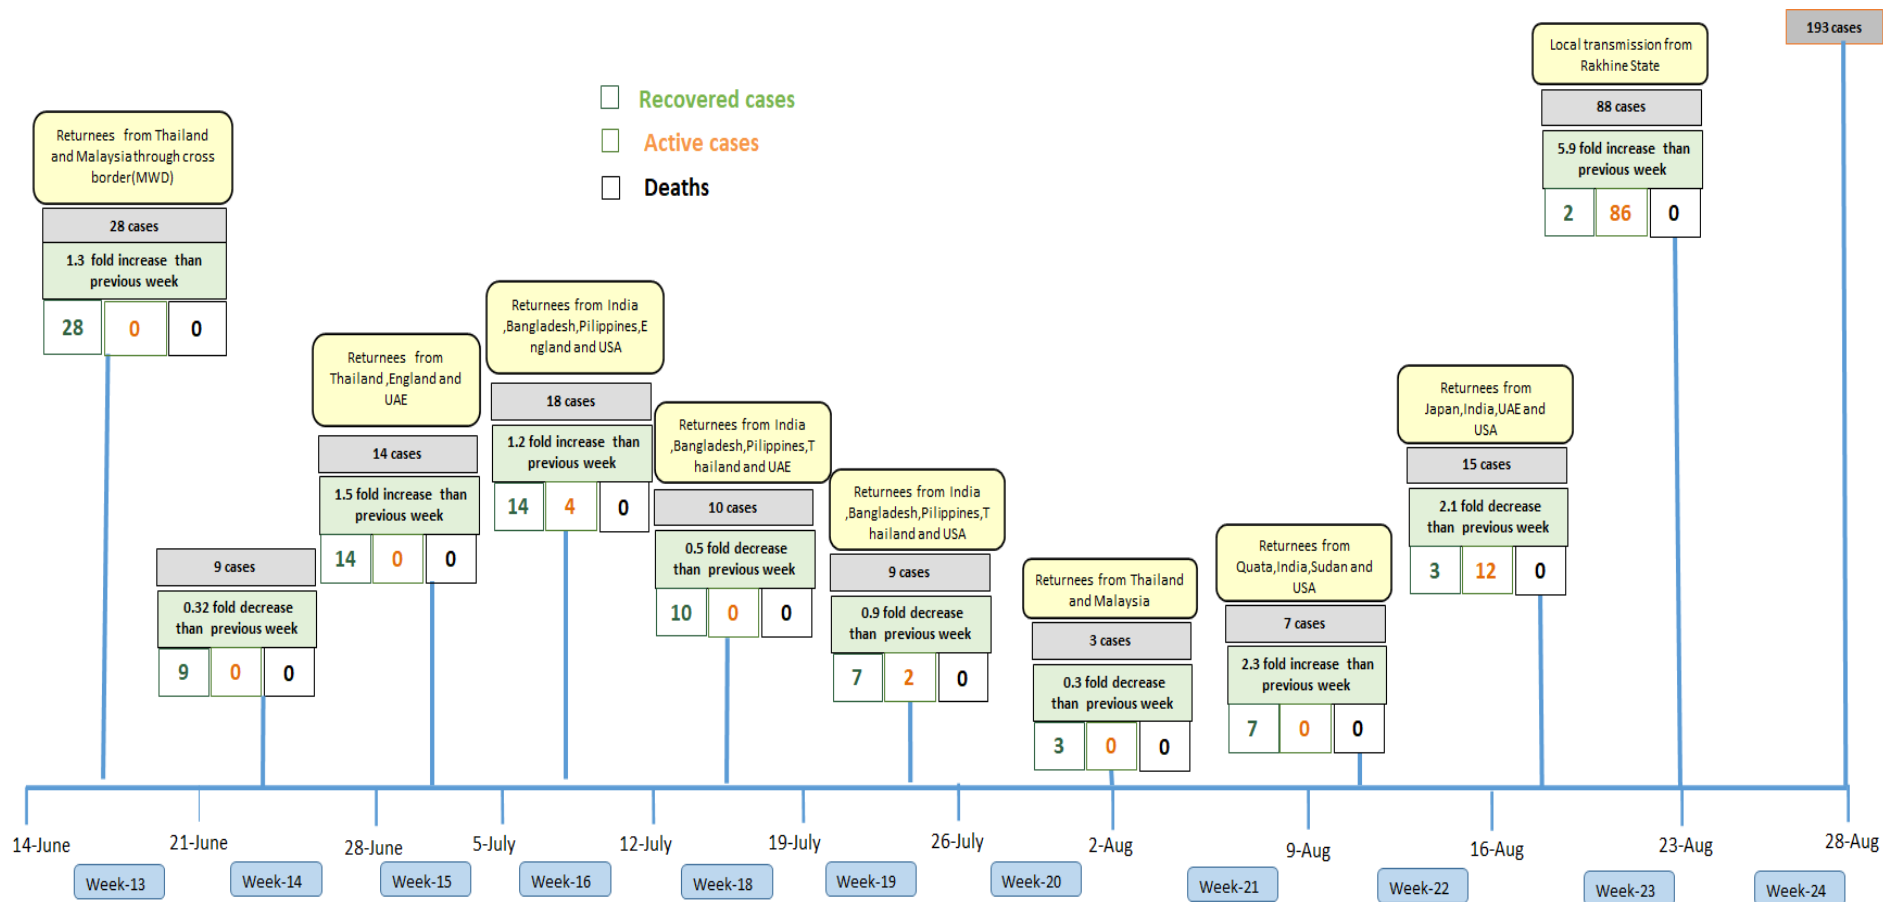 193 cases
Local transmission from
Rakhine State
88 cases
5.9 fold increase than
previous week
2 86 0
Recovered cases
Active cases
Deaths
Returnees from Thailand
and Malaysiathrough cross
border(MWD)
28 cases
1.3 fold increase than
previous week
28 0 0
9 cases
0.32 fold decrease
than previous week
9 0 0
Returnees from
Thailand ,England and
UAE
14 cases
1.5 fold increase than
previous week
14 0 0
Returnees from India
,Bangladesh,Pilippines,E
ngland and USA
18 cases
1.2 fold increase than
previous week
14 4 0
Returnees from India
,Bangladesh,Pilippines,T
hailand and UAE
10 cases
0.5 fold decrease
than previous week
10 0 0
Returnees from India
,Bangladesh,Pilippines,T
hailand and USA
9 cases
0.9 fold decrease
than previous week
7 2 0
Returnees from Thailand
and Malaysia
3 cases
0.3 fold decrease
than previous week
3 0 0
Returnees from
Quata,India,Sudan and
USA
7 cases
2.3 fold increase than
previous week
7 0 0
Returnees from
Japan,India,UAE and
USA
15 cases
2.1 fold decrease
than previous week
3 12 0
14-June 21-June 28-June 5-July 12-July 19-July 26-July 2-Aug 9-Aug 16-Aug 23-Aug 28-Aug
Week-13 Week-14 Week-15 Week-16 Week-18 Week-19 Week-20 Week-21 Week-22 Week-23 Week-24